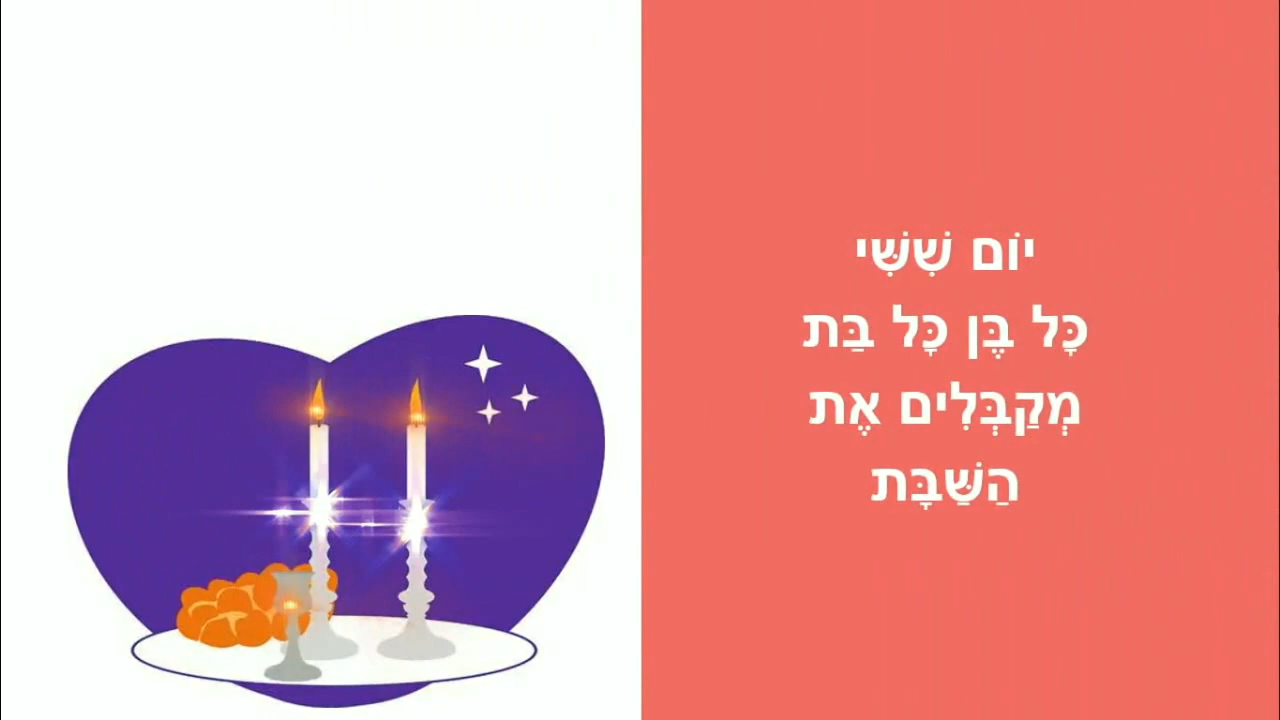 יוֹם שִׁשִּׁי
כָּל בֶּן כָּל בַּת
מְקַבְּלִים אֶת
הַשַּׁבָּת